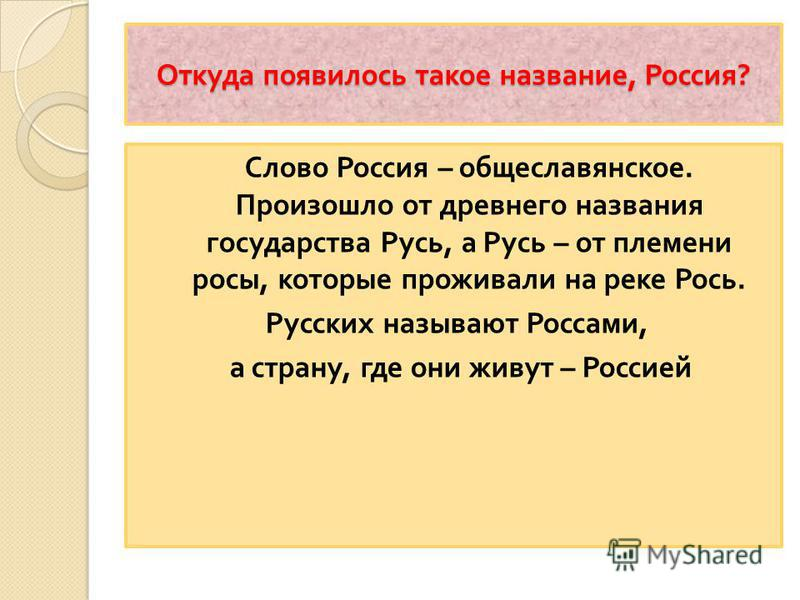 Откуда появилось такое название, Россия?
Слово Россия – общеславянское.
Произошло от древнего названия
государства Русь, а Русь – от племени
росы, которые проживали на реке Рось.
Русских называют Россами,
а страну, где они живут – Россией
MyShared